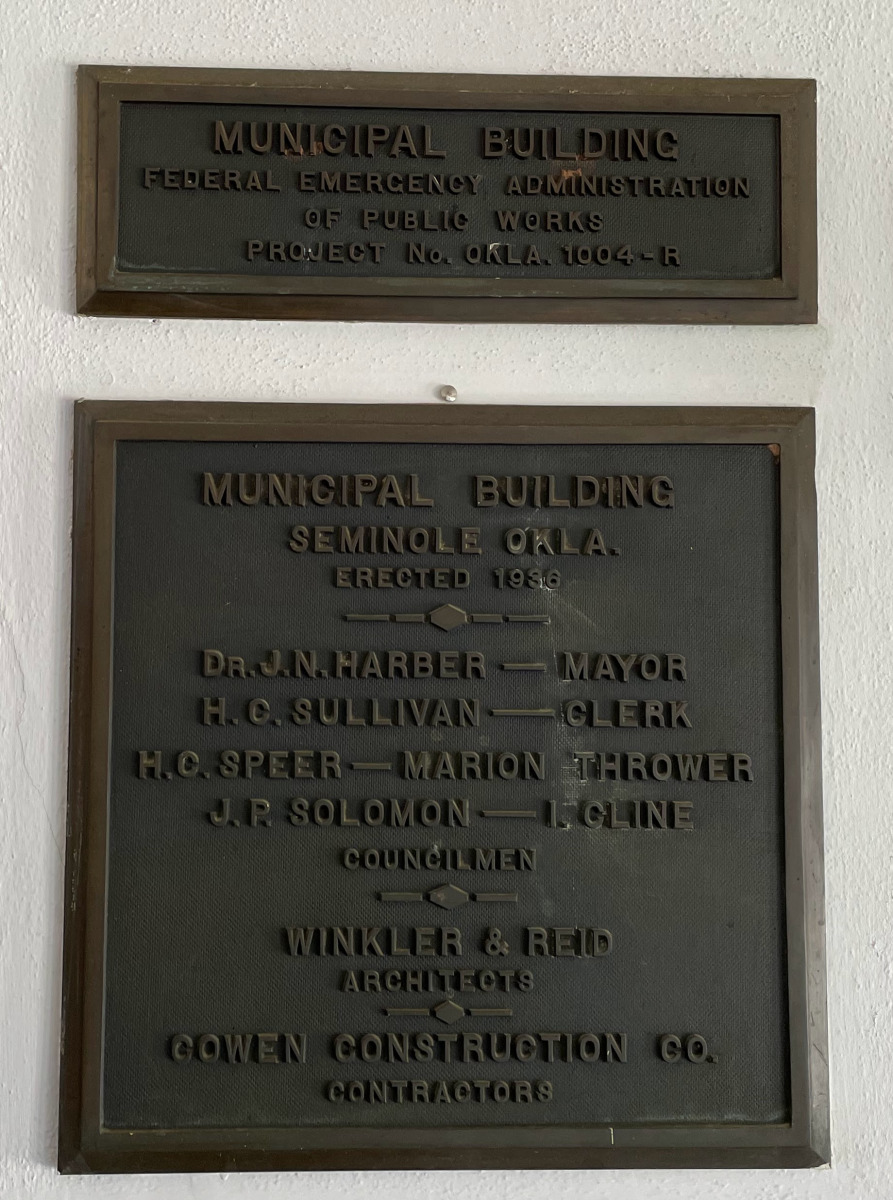 MUNICIPAL BUILDING
FEDERAL EMERGENCY ADMINISTRATION
OF PUBLIC WORKS
PROJECT No. OKLA. 1004-R
MUNICIPAL BUILDING
SEMINOLE OKLA.
ERECTED 1936
DR. J.N. HARBER — MAYOR
H.C. SULLIVAN — CLERK
H.C. SPEER — MARION THROWER
J.P. SOLOMON — I. CLINE
COUNCILMEN
WINKLER & REID
ARCHITECTS
COWEN CONSTRUCTION CO.
CONTRACTORS